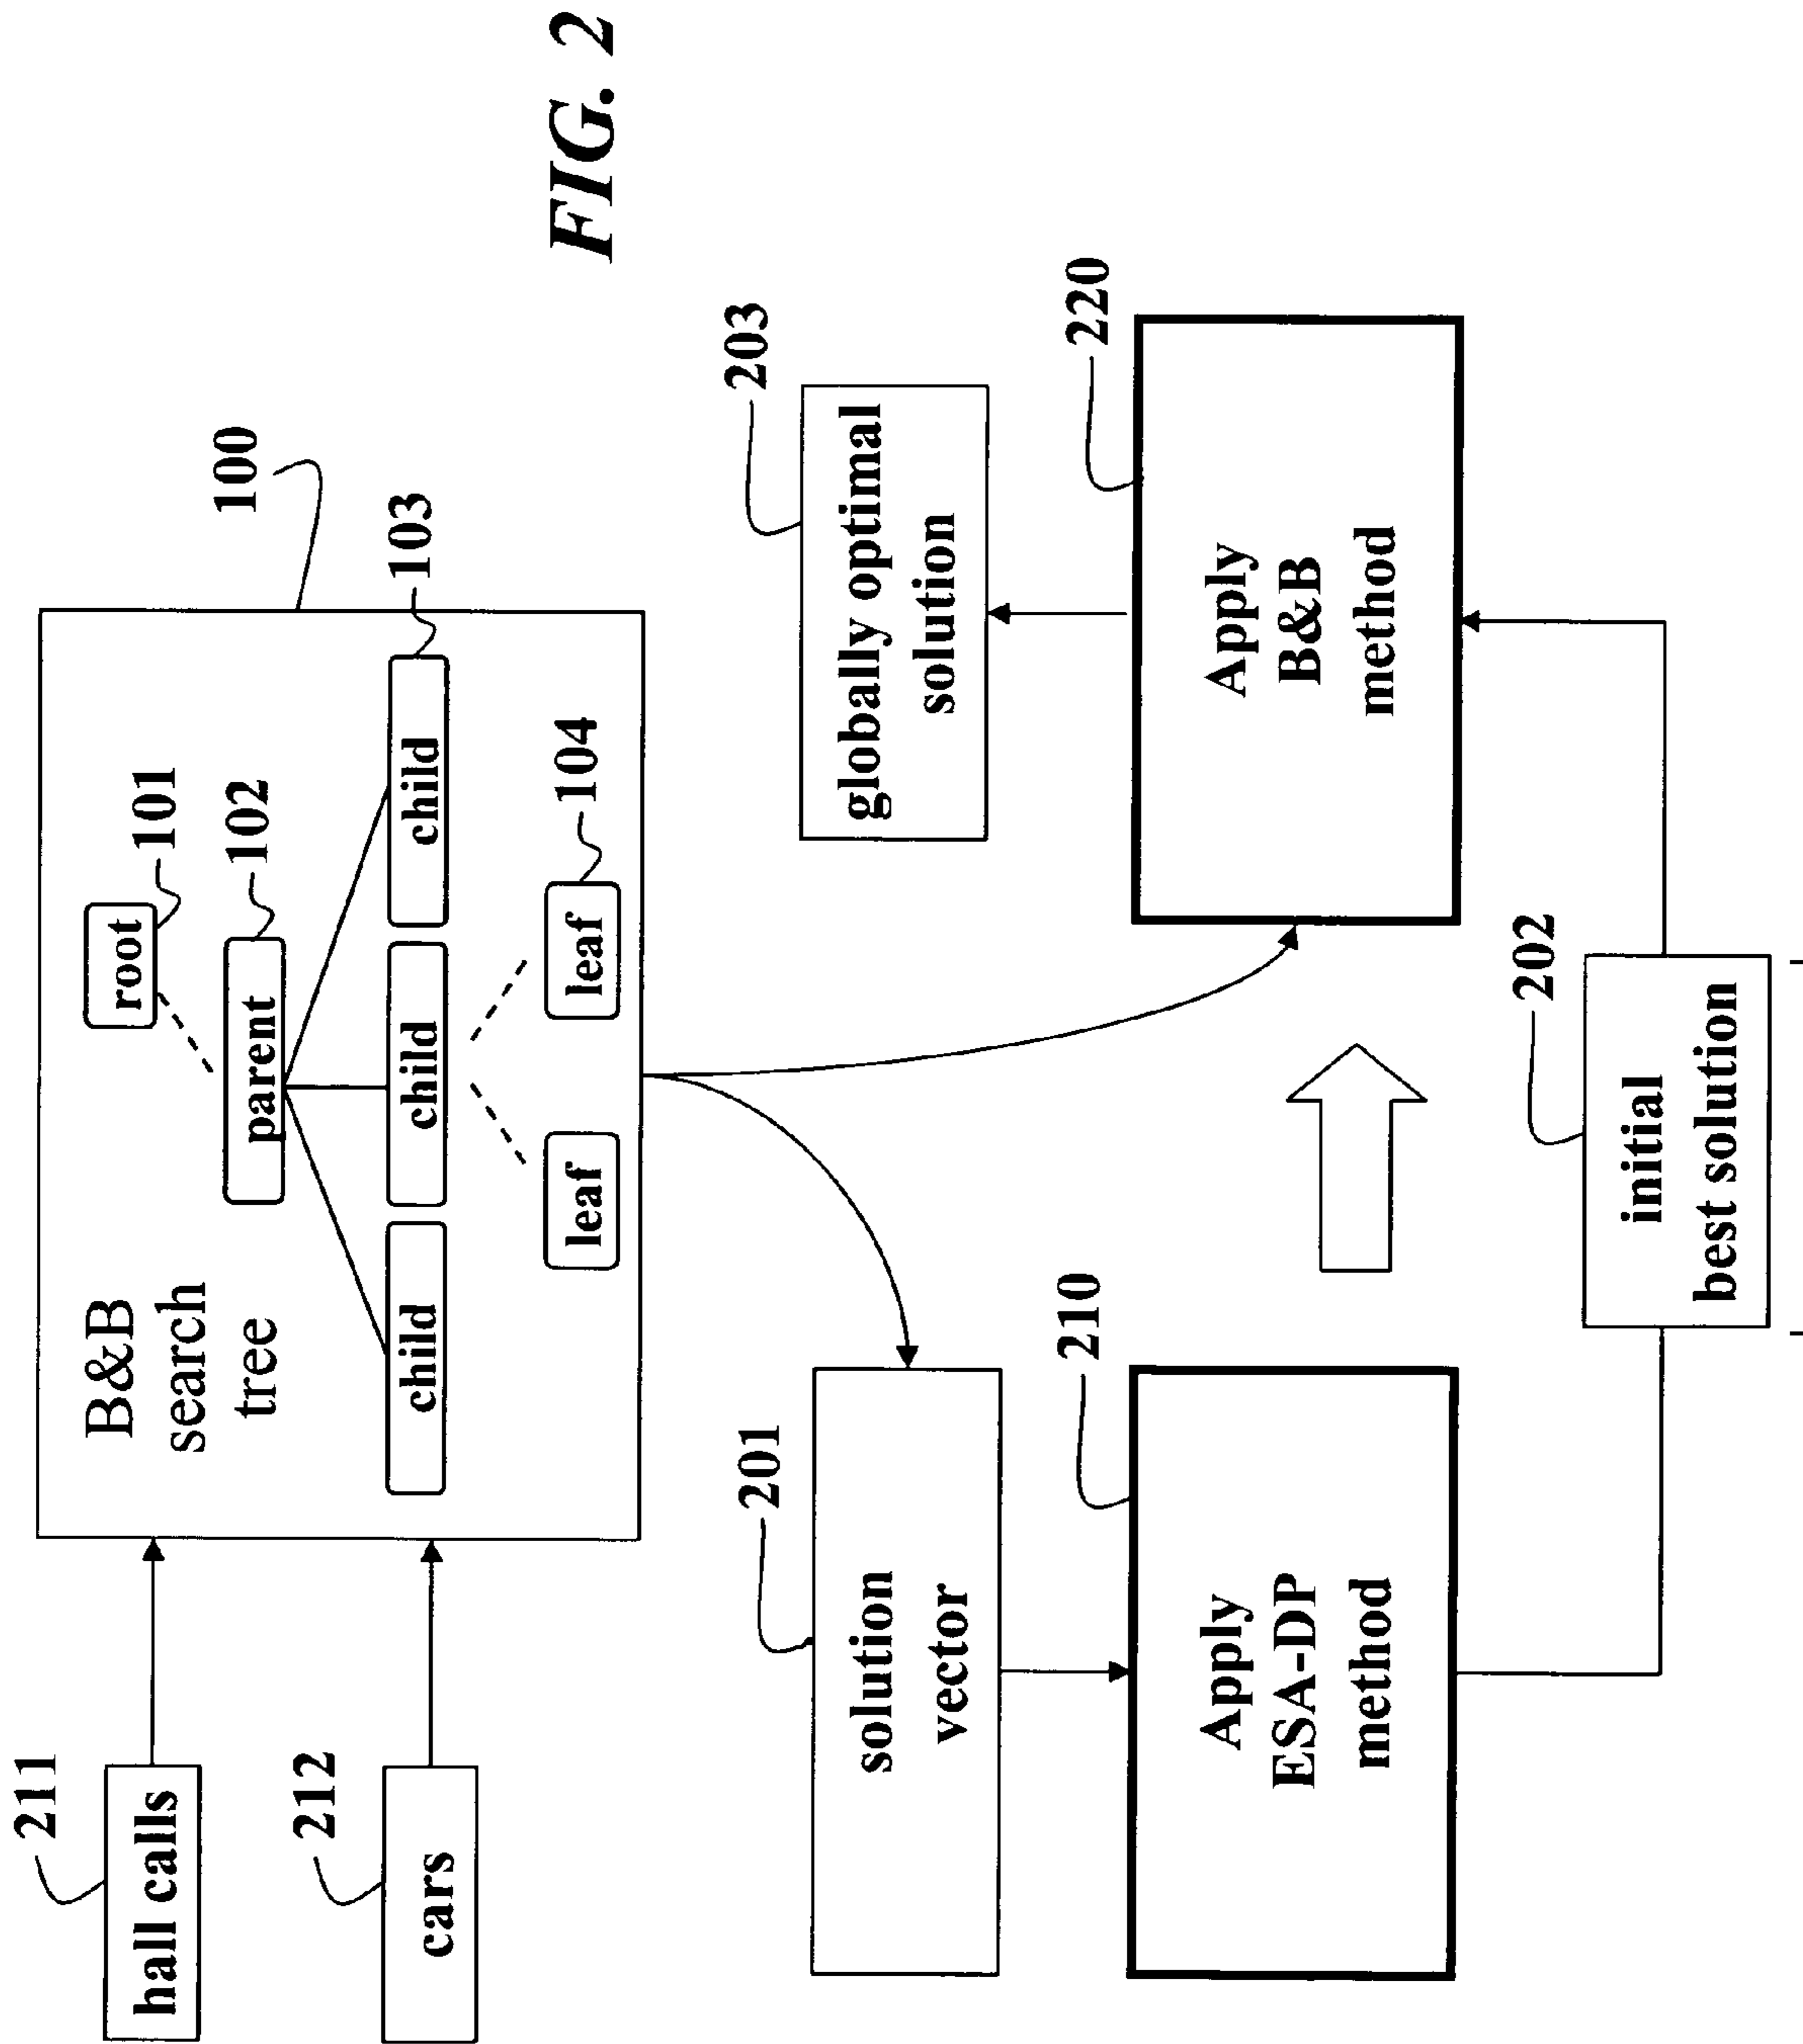 211
hall calls
212
cars
B&B
search
tree
100
root
101
parent
102
child
child
child
103
leaf
leaf
104
FIG. 2
201
solution
vector
203
globally optimal
solution
210
Apply
ESA-DP
method
220
Apply
B&B
method
202
initial
best solution